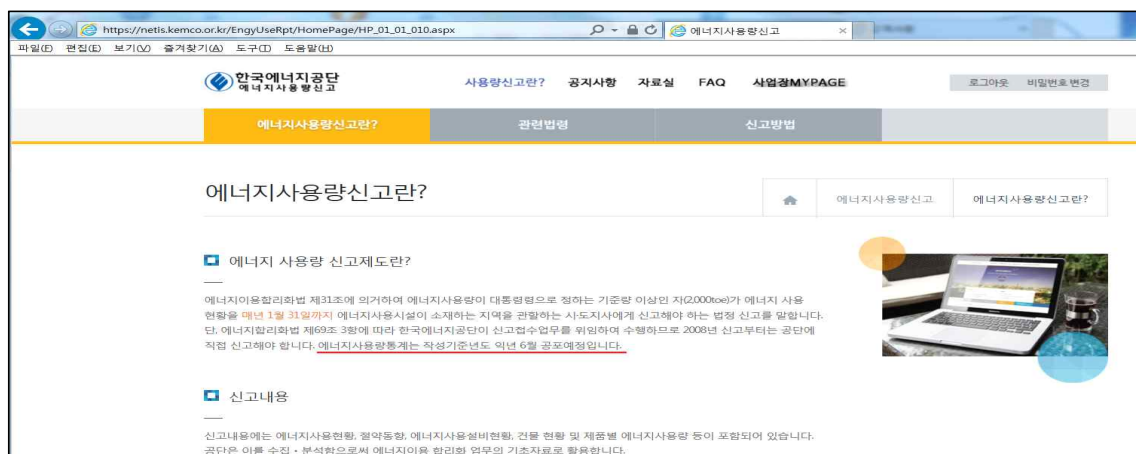 https://netis.kemco.or.kr/EngyUseRpt/HomePage/HP_01_01_010.aspx
에너지사용량신고
파일(F) 편집(E) 보기(V) 즐겨찾기(A) 도구(T) 도움말(H)
한국에너지공단
에너지사용량신고
사용량신고란? 공지사항 자료실 FAQ 사업장MYPAGE
로그아웃 비밀번호변경
에너지사용량신고란? 관련법령 신고방법
에너지사용량신고란?
에너지사용량신고 에너지사용량신고란?
에너지 사용량 신고제도란?
에너지이용합리화법 제31조에 의거하여 에너지사용량이 대통령령으로 정하는 기준량 이상인 자(2,000toe)가 에너지 사용
현황을 매년 1월 31일까지 에너지사용시설이 소재하는 지역을 관할하는 시·도지사에게 신고해야 하는 법정 신고를 말합니다.
단, 에너지합리화법 제69조 3항에 따라 한국에너지공단이 신고접수업무를 위임하여 수행하므로 2008년 신고부터는 공단에
직접 신고해야 합니다. 에너지사용량통계는 작성기준년도 익년 6월 공포예정입니다.
신고내용
신고내용에는 에너지사용현황, 절약동향, 에너지사용설비현황, 건물 현황 및 제품별 에너지사용량 등이 포함되어 있습니다.
공단은 이를 수집·분석함으로써 에너지이용 합리화 업무의 기초자료로 활용합니다.